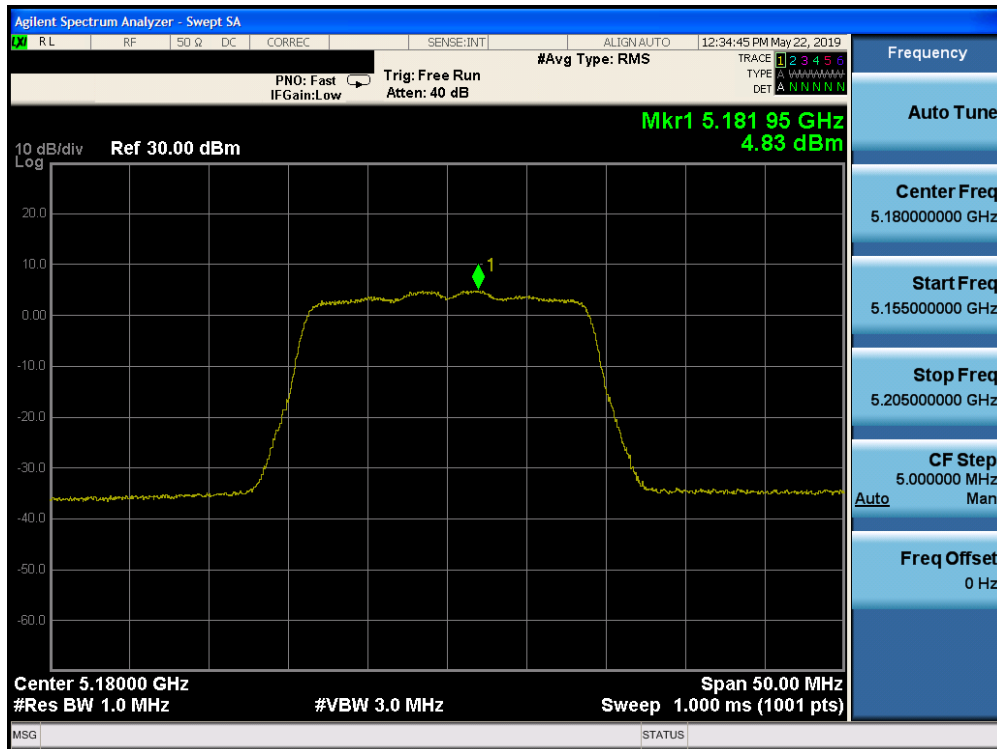 Agilent Spectrum Analyzer - Swept SA
LXI RL RF 50 Ω DC CORREC SENSE:INT ALIGN AUTO 12:34:45 PM May 22, 2019
PNO: Fast
IFGain:Low
Trig: Free Run
Atten: 40 dB
#Avg Type: RMS
TRACE 1 2 3 4 5 6
TYPE A WWWWW
DET A N N N N N
Mkr1 5.181 95 GHz
4.83 dBm
10 dB/div Ref 30.00 dBm
Log
20.0
10.0
1
0.00
-10.0
-20.0
-30.0
-40.0
-50.0
-60.0
Center 5.18000 GHz Span 50.00 MHz
#Res BW 1.0 MHz #VBW 3.0 MHz Sweep 1.000 ms (1001 pts)
MSG STATUS
Frequency
Auto Tune
Center Freq
5.180000000 GHz
Start Freq
5.155000000 GHz
Stop Freq
5.205000000 GHz
CF Step
5.000000 MHz
Auto Man
Freq Offset
0 Hz